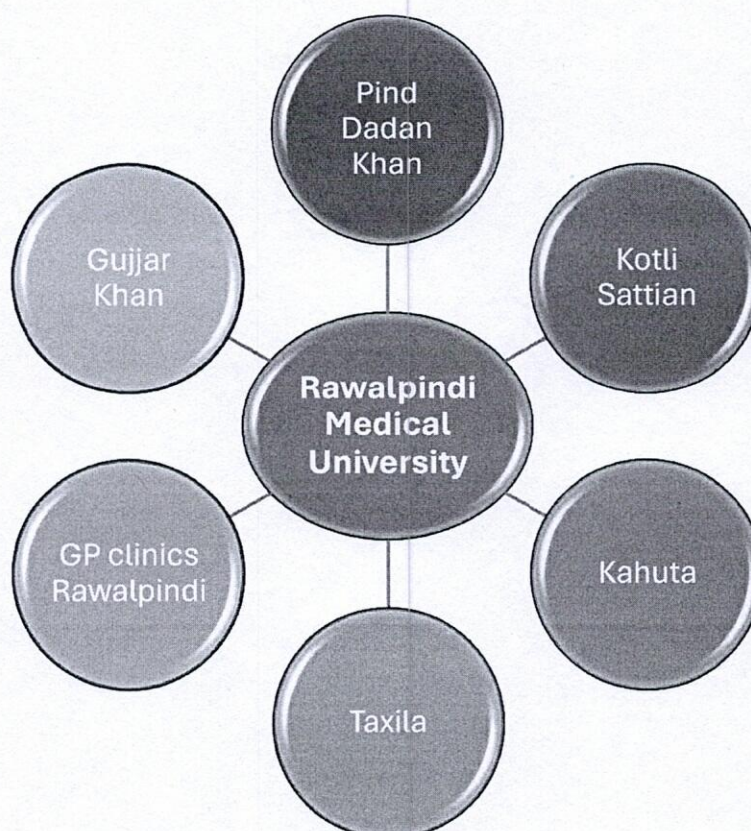 Pind
Dadan
Khan
Gujjar
Khan
Kotli
Sattian
Rawalpindi
Medical
University
GP clinics
Rawalpindi
Kahuta
Taxila